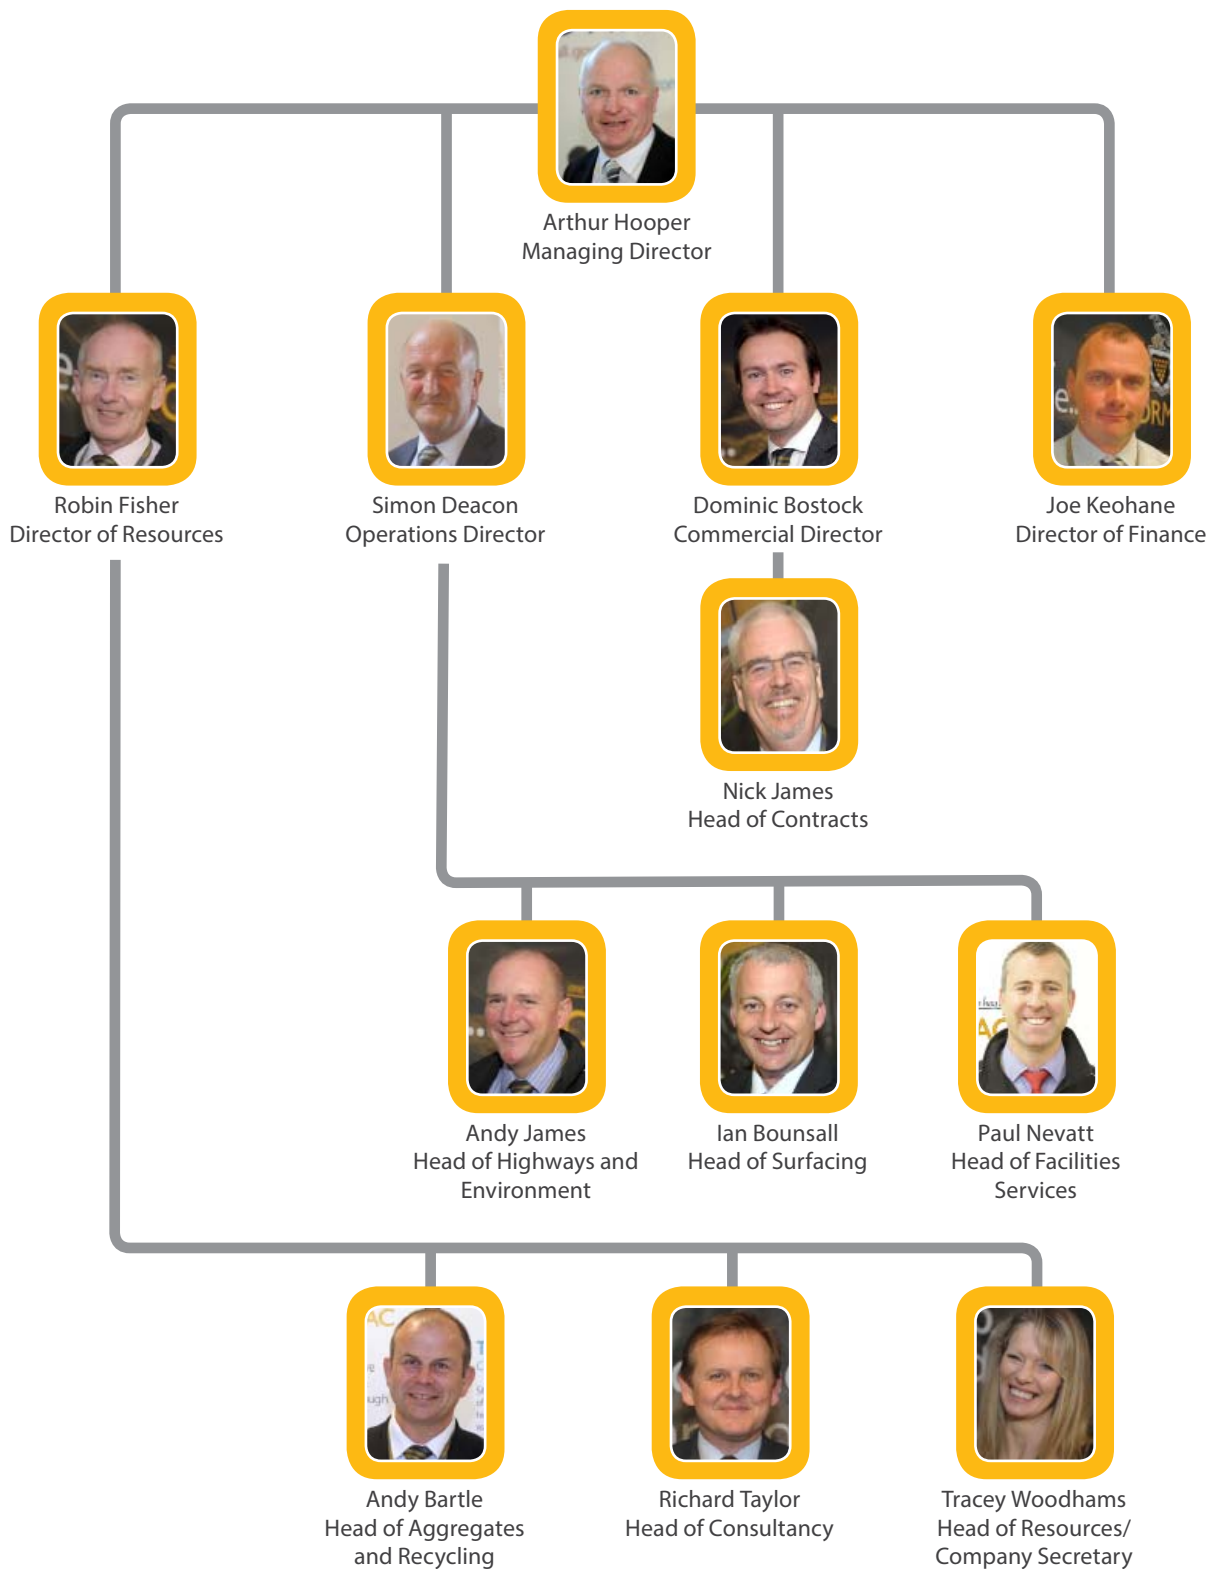 Arthur Hooper
Managing Director
Robin Fisher
Director of Resources
Simon Deacon
Operations Director
Dominic Bostock
Commercial Director
Joe Keohane
Director of Finance
Nick James
Head of Contracts
Andy James
Head of Highways and
Environment
Ian Bounsall
Head of Surfacing
Paul Nevatt
Head of Facilities
Services
Andy Bartle
Head of Aggregates
and Recycling
Richard Taylor
Head of Consultancy
Tracey Woodhams
Head of Resources/
Company Secretary